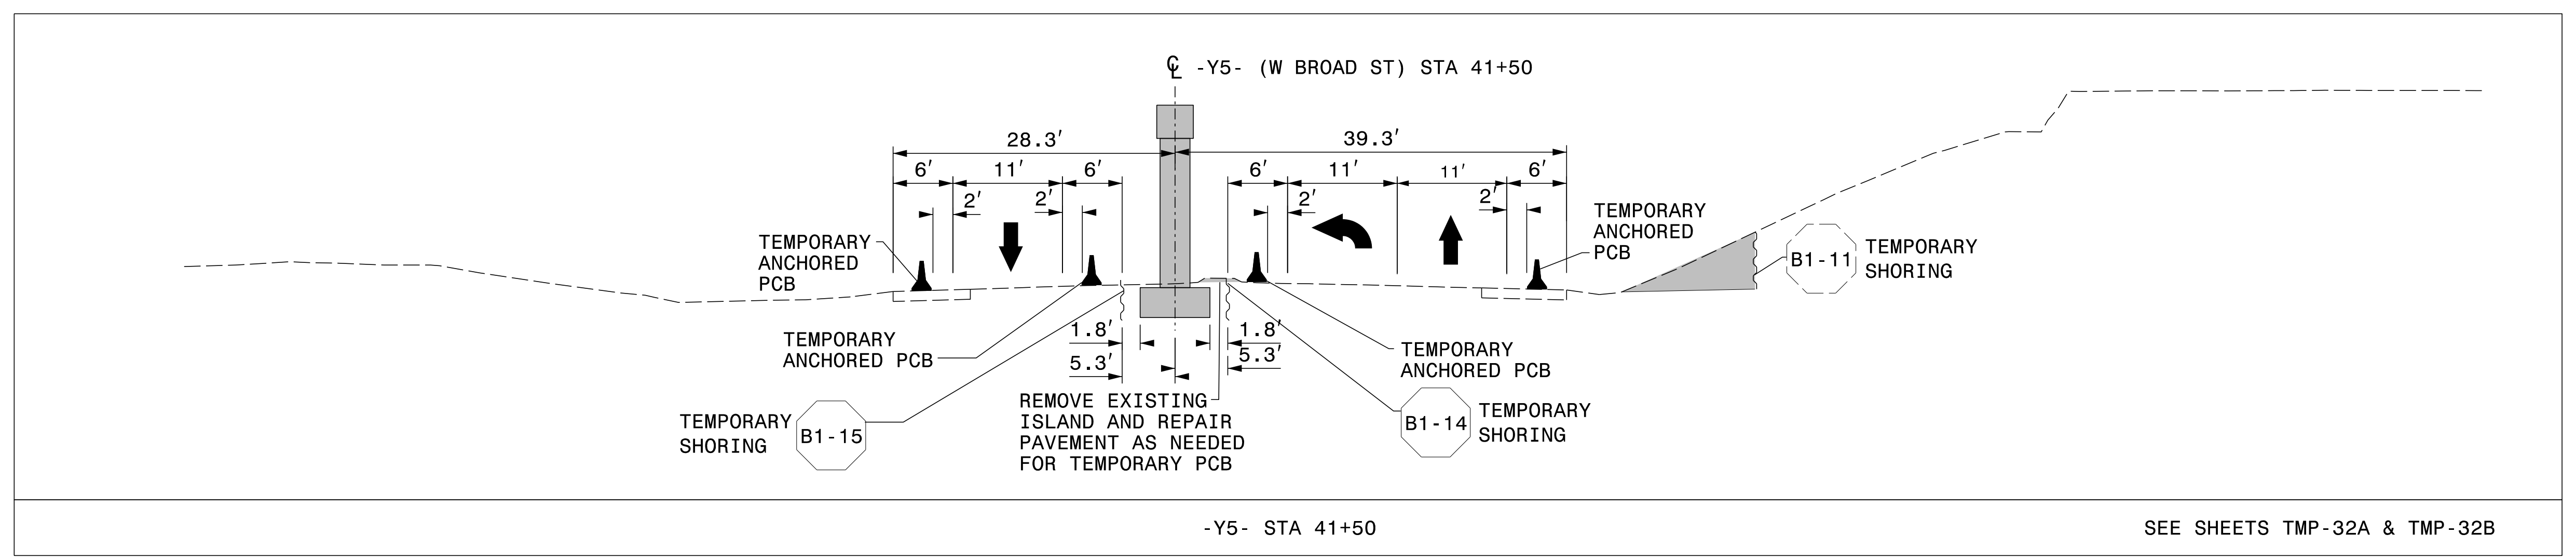 ℄ -Y5- (W BROAD ST) STA 41+50
28.3′
39.3′
6′
11′
6′
6′
11′
11′
6′
2′
2′
2′
2′
TEMPORARY
ANCHORED
PCB
TEMPORARY
ANCHORED
PCB
B1-11
TEMPORARY
SHORING
TEMPORARY
ANCHORED PCB
1.8′
1.8′
5.3′
5.3′
TEMPORARY
ANCHORED PCB
TEMPORARY
SHORING
B1-15
REMOVE EXISTING
ISLAND AND REPAIR
PAVEMENT AS NEEDED
FOR TEMPORARY PCB
B1-14
TEMPORARY
SHORING
-Y5- STA 41+50
SEE SHEETS TMP-32A & TMP-32B